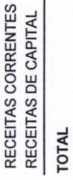 RECEITAS CORRENTES
RECEITAS DE CAPITAL
TOTAL